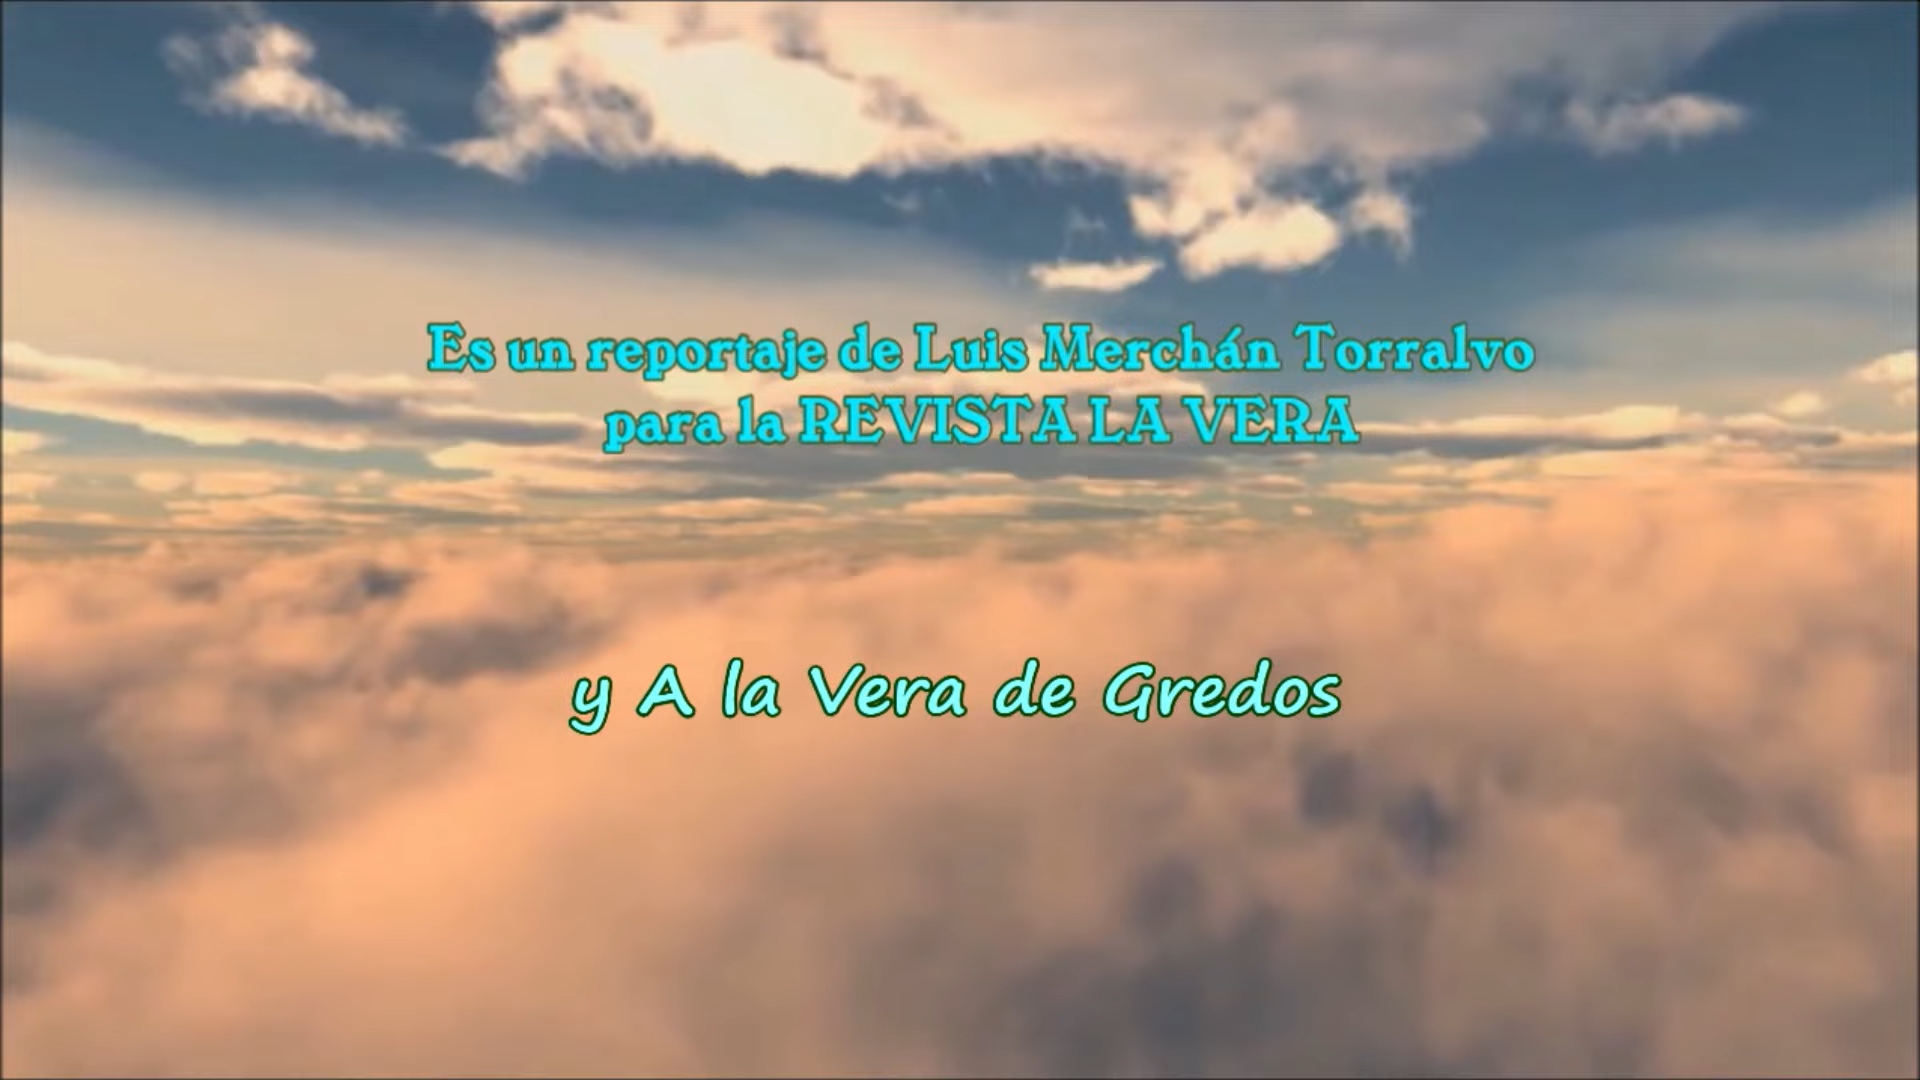 Es un reportaje de Luis Merchán Torralvo
para la REVISTA LA VERA
y A la Vera de Gredos